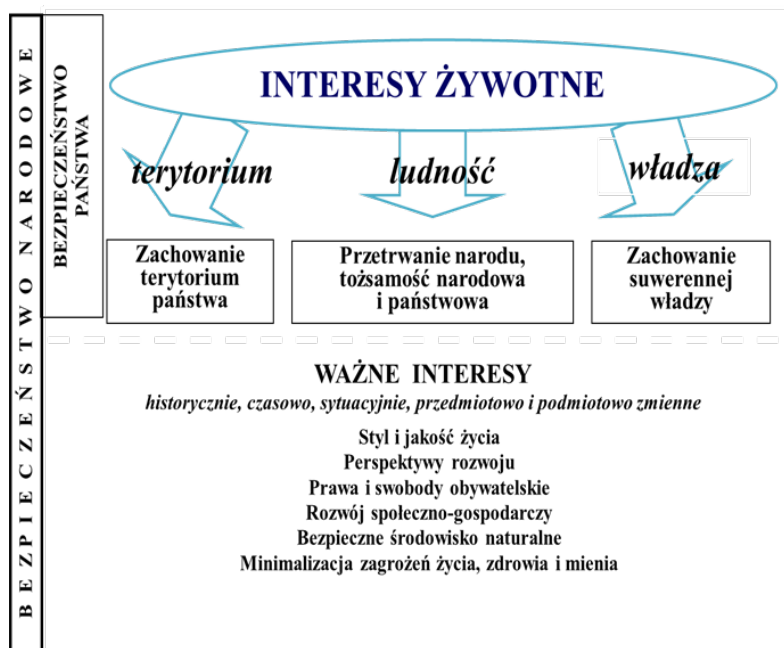 BEZPIECZEŃSTWO NARODOWE
BEZPIECZEŃSTWO
PAŃSTWA
INTERESY ŻYWOTNE
terytorium
ludność
władza
Zachowanie
terytorium
państwa
Przetrwanie narodu,
tożsamość narodowa
i państwowa
Zachowanie
suwerennej
władzy
WAŻNE INTERESY
historycznie, czasowo, sytuacyjnie, przedmiotowo i podmiotowo zmienne
Styl i jakość życia
Perspektywy rozwoju
Prawa i swobody obywatelskie
Rozwój społeczno-gospodarczy
Bezpieczne środowisko naturalne
Minimalizacja zagrożeń życia, zdrowia i mienia